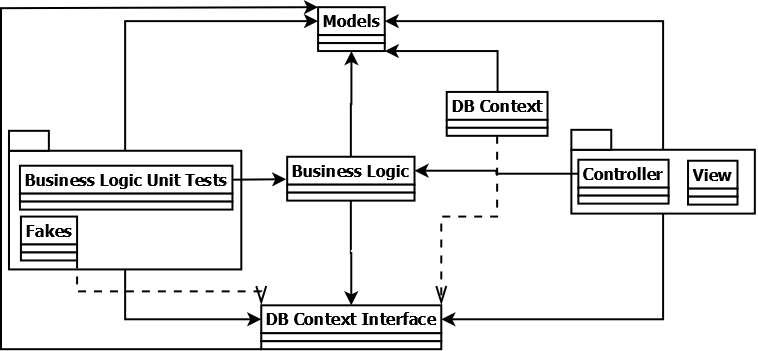 Models
DB Context
Business Logic Unit Tests
Business Logic
Controller
View
Fakes
DB Context Interface